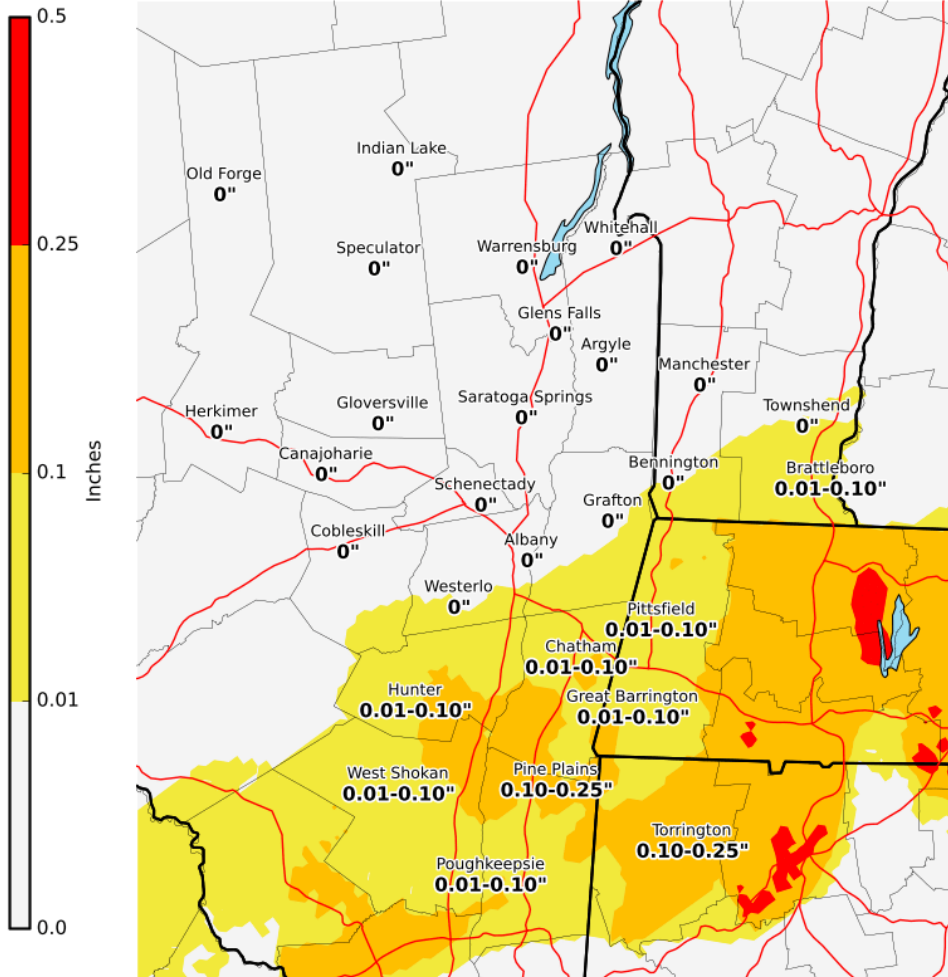 0.5
0.25
0.1
0.01
0.0
Inches
Indian Lake
0"
Old Forge
0"
Whitehall
0"
Speculator
0"
Warrensburg
0"
Glens Falls
0"
Argyle
0"
Manchester
0"
Saratoga Springs
0"
Gloversville
0"
Townshend
0"
Herkimer
0"
Canajoharie
0"
Bennington
0"
Brattleboro
0.01-0.10"
Schenectady
0"
Grafton
0"
Cobleskill
0"
Albany
0"
Westerlo
0"
Pittsfield
0.01-0.10"
Chatham
0.01-0.10"
Hunter
0.01-0.10"
Great Barrington
0.01-0.10"
West Shokan
0.01-0.10"
Pine Plains
0.10-0.25"
Torrington
0.10-0.25"
Poughkeepsie
0.01-0.10"